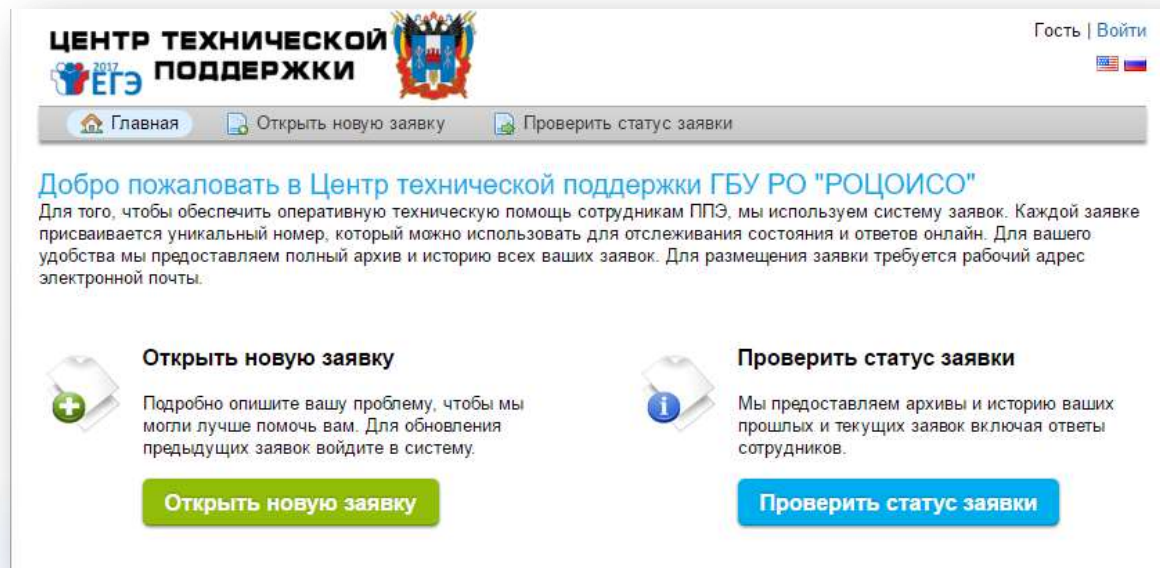 ЦЕНТР ТЕХНИЧЕСКОЙ
2017
ЕГЭ ПОДДЕРЖКИ
Гость | Войти
Главная Открыть новую заявку Проверить статус заявки
Добро пожаловать в Центр технической поддержки ГБУ РО "РОЦОИСО"
Для того, чтобы обеспечить оперативную техническую помощь сотрудникам ППЭ, мы используем систему заявок. Каждой заявке
присваивается уникальный номер, который можно использовать для отслеживания состояния и ответов онлайн. Для вашего
удобства мы предоставляем полный архив и историю всех ваших заявок. Для размещения заявки требуется рабочий адрес
электронной почты.
Открыть новую заявку
Подробно опишите вашу проблему, чтобы мы
могли лучше помочь вам. Для обновления
предыдущих заявок войдите в систему.
Открыть новую заявку
Проверить статус заявки
Мы предоставляем архивы и историю ваших
прошлых и текущих заявок включая ответы
сотрудников.
Проверить статус заявки